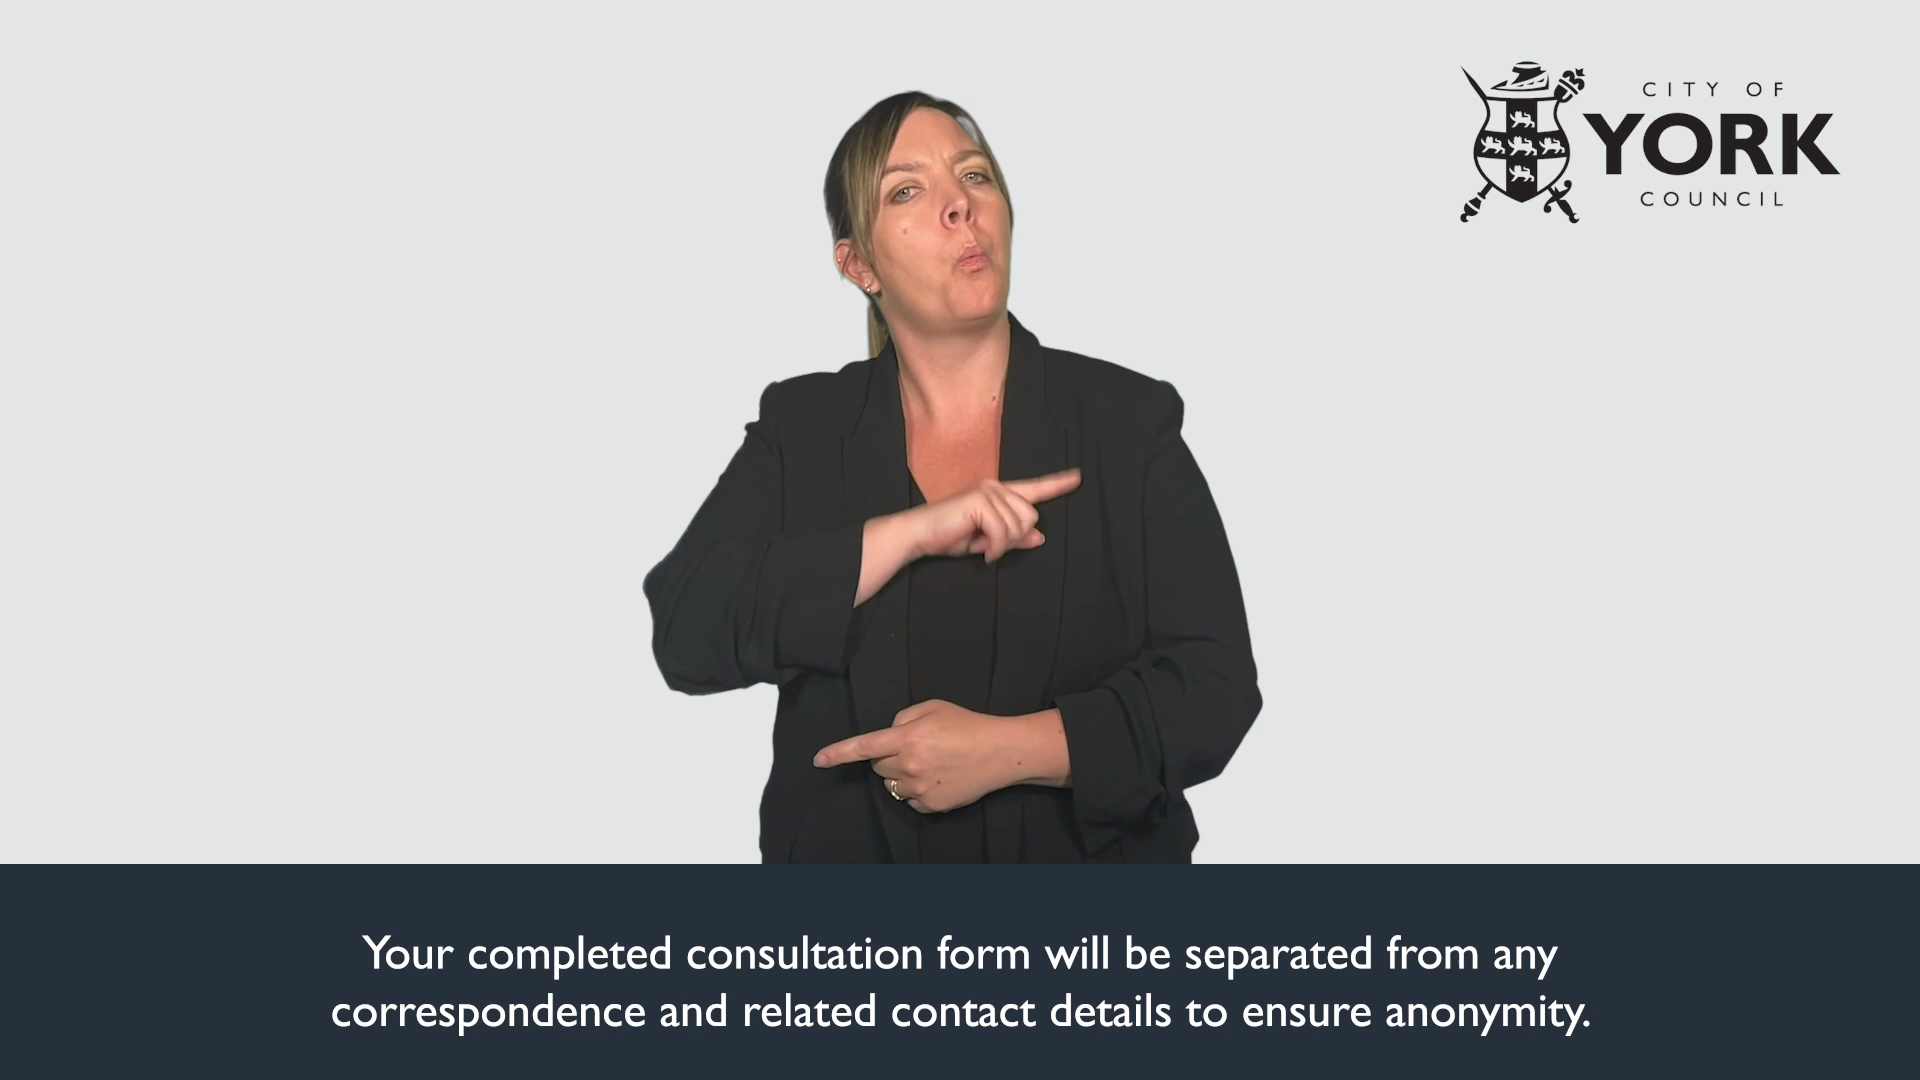 CITY OF
YORK
COUNCIL
Your completed consultation form will be separated from any
correspondence and related contact details to ensure anonymity.